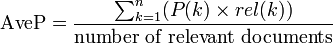 AveP = \frac{\sum_{k=1}^{n}(P(k) \times rel(k))}{\text{number of relevant documents}}